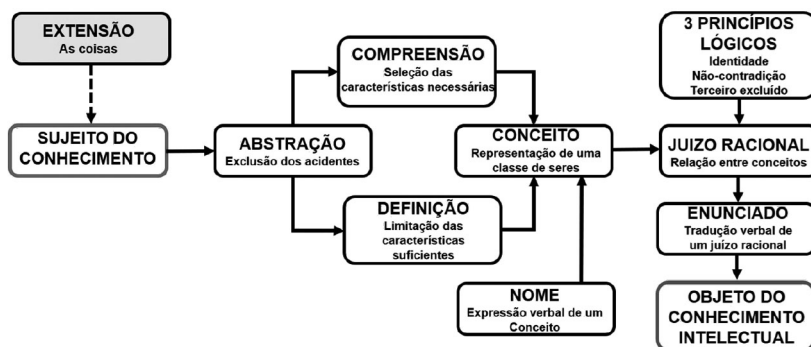 EXTENSÃO
As coisas
SUJEITO DO
CONHECIMENTO
ABSTRAÇÃO
Exclusão dos acidentes
COMPREENSÃO
Seleção das
características necessárias
DEFINIÇÃO
Limitação das
características
suficientes
CONCEITO
Representação de uma
classe de seres
NOME
Expressão verbal de um
Conceito
3 PRINCÍPIOS
LÓGICOS
Identidade
Não-contradição
Terceiro excluído
JUIZO RACIONAL
Relação entre conceitos
ENUNCIADO
Tradução verbal de
um juízo racional
OBJETO DO
CONHECIMENTO
INTELECTUAL